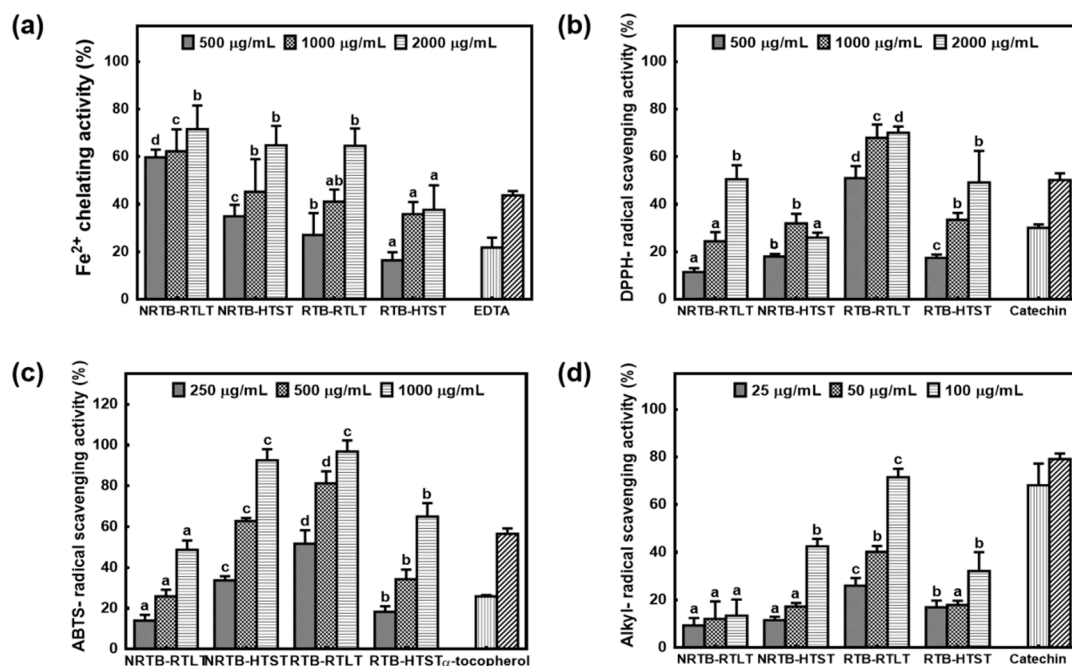 (a)
Fe2+ chelating activity (%)
500 μg/mL 1000 μg/mL 2000 μg/mL
100
80
60
40
20
0
d c b
c b b
b ab b
a a a
NRTB-RTLT NRTB-HTST RTB-RTLT RTB-HTST EDTA
(b)
DPPH- radical scavenging activity (%)
500 μg/mL 1000 μg/mL 2000 μg/mL
100
80
60
40
20
0
a a b
b b a
d c d
c b b
NRTB-RTLT NRTB-HTST RTB-RTLT RTB-HTST Catechin
(c)
ABTS- radical scavenging activity (%)
250 μg/mL 500 μg/mL 1000 μg/mL
120
100
80
60
40
20
0
a a a
c c c
d d c
b b b
NRTB-RTLT NRTB-HTST RTB-RTLT RTB-HTST α-tocopherol
(d)
Alkyl- radical scavenging activity (%)
25 μg/mL 50 μg/mL 100 μg/mL
100
80
60
40
20
0
a a a
a a b
c b c
b a b
NRTB-RTLT NRTB-HTST RTB-RTLT RTB-HTST Catechin